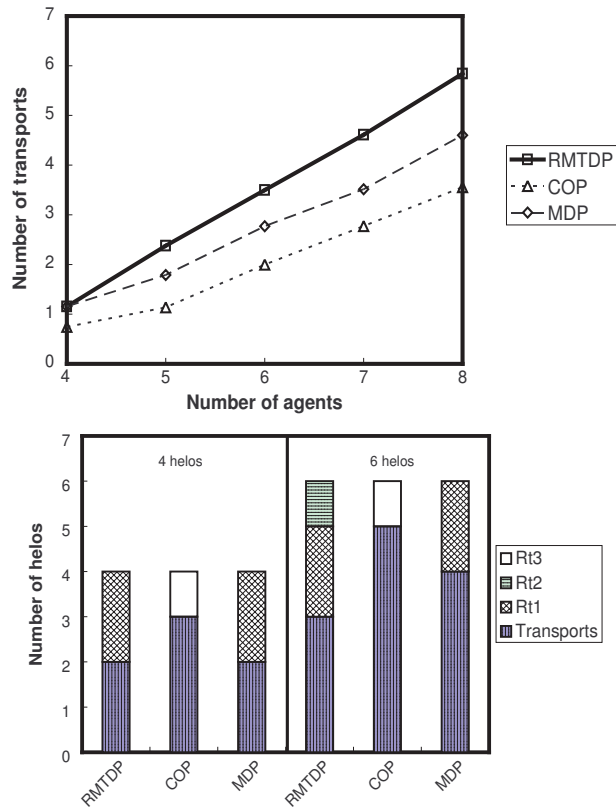 7
6
5
4
3
2
1
0
Number of transports
4 5 6 7 8
Number of agents
RMTDP
COP
MDP
7
6
5
4
3
2
1
0
Number of helos
4 helos
6 helos
RMTDP COP MDP RMTDP COP MDP
Rt3
Rt2
Rt1
Transports